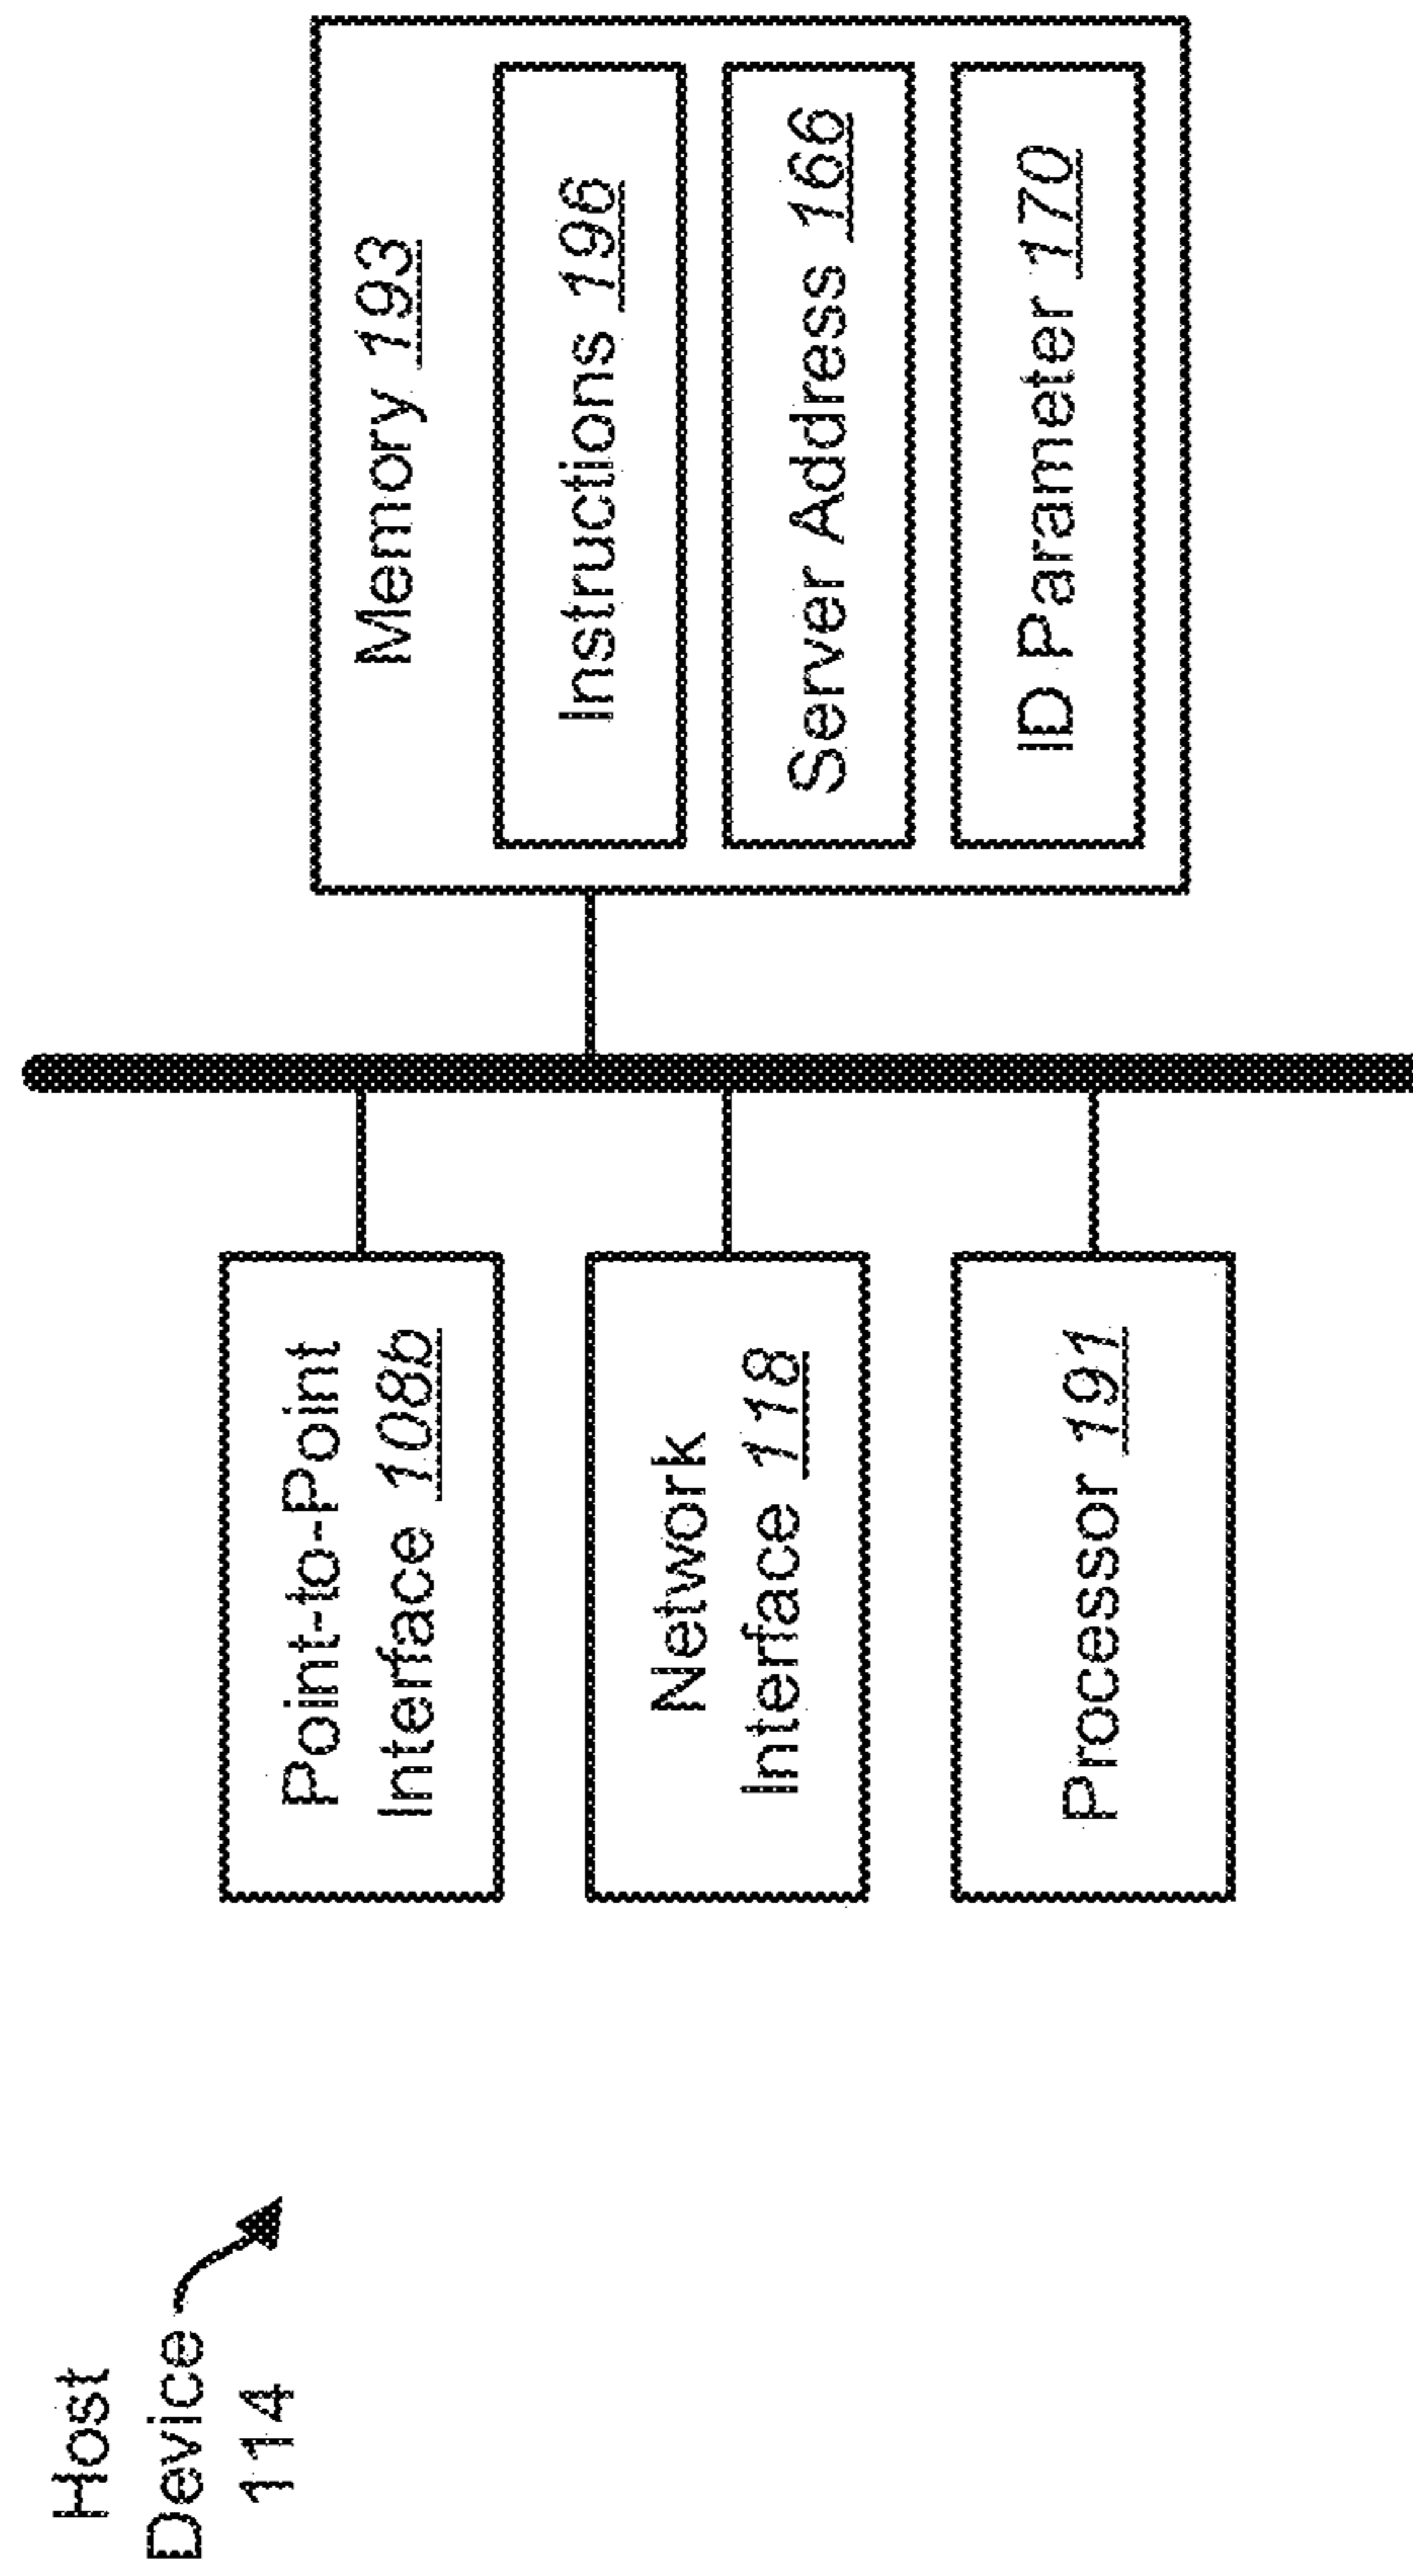 Host
Device
114
Point-to-Point
Interface 108b
Network
Interface 118
Processor 191
Memory 193
Instructions 196
Server Address 166
ID Parameter 170